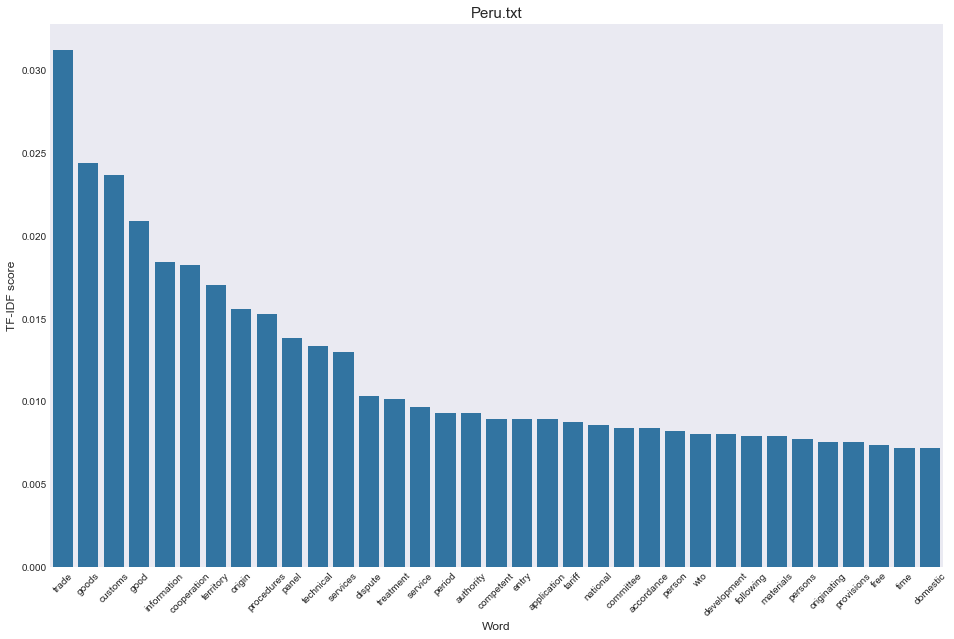 Peru.txt
TF-IDF score
0.030
0.025
0.020
0.015
0.010
0.005
0.000
trade
goods
customs
good
information
cooperation
territory
origin
procedures
panel
technical
services
dispute
treatment
service
period
authority
competent
entry
application
tariff
national
committee
accordance
person
wto
development
following
materials
persons
originating
provisions
free
time
domestic
Word